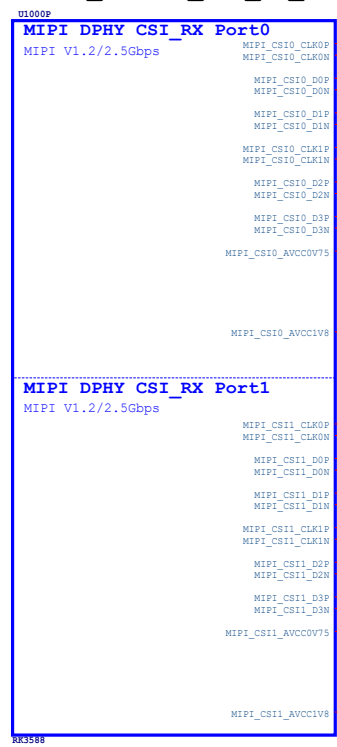 U1000P
MIPI DPHY CSI_RX Port0
MIPI V1.2/2.5Gbps
MIPI_CSI0_CLK0P
MIPI_CSI0_CLK0N
MIPI_CSI0_D0P
MIPI_CSI0_D0N
MIPI_CSI0_D1P
MIPI_CSI0_D1N
MIPI_CSI0_CLK1P
MIPI_CSI0_CLK1N
MIPI_CSI0_D2P
MIPI_CSI0_D2N
MIPI_CSI0_D3P
MIPI_CSI0_D3N
MIPI_CSI0_AVCC0V75
MIPI_CSI0_AVCC1V8
MIPI DPHY CSI_RX Port1
MIPI V1.2/2.5Gbps
MIPI_CSI1_CLK0P
MIPI_CSI1_CLK0N
MIPI_CSI1_D0P
MIPI_CSI1_D0N
MIPI_CSI1_D1P
MIPI_CSI1_D1N
MIPI_CSI1_CLK1P
MIPI_CSI1_CLK1N
MIPI_CSI1_D2P
MIPI_CSI1_D2N
MIPI_CSI1_D3P
MIPI_CSI1_D3N
MIPI_CSI1_AVCC0V75
MIPI_CSI1_AVCC1V8
RK3588